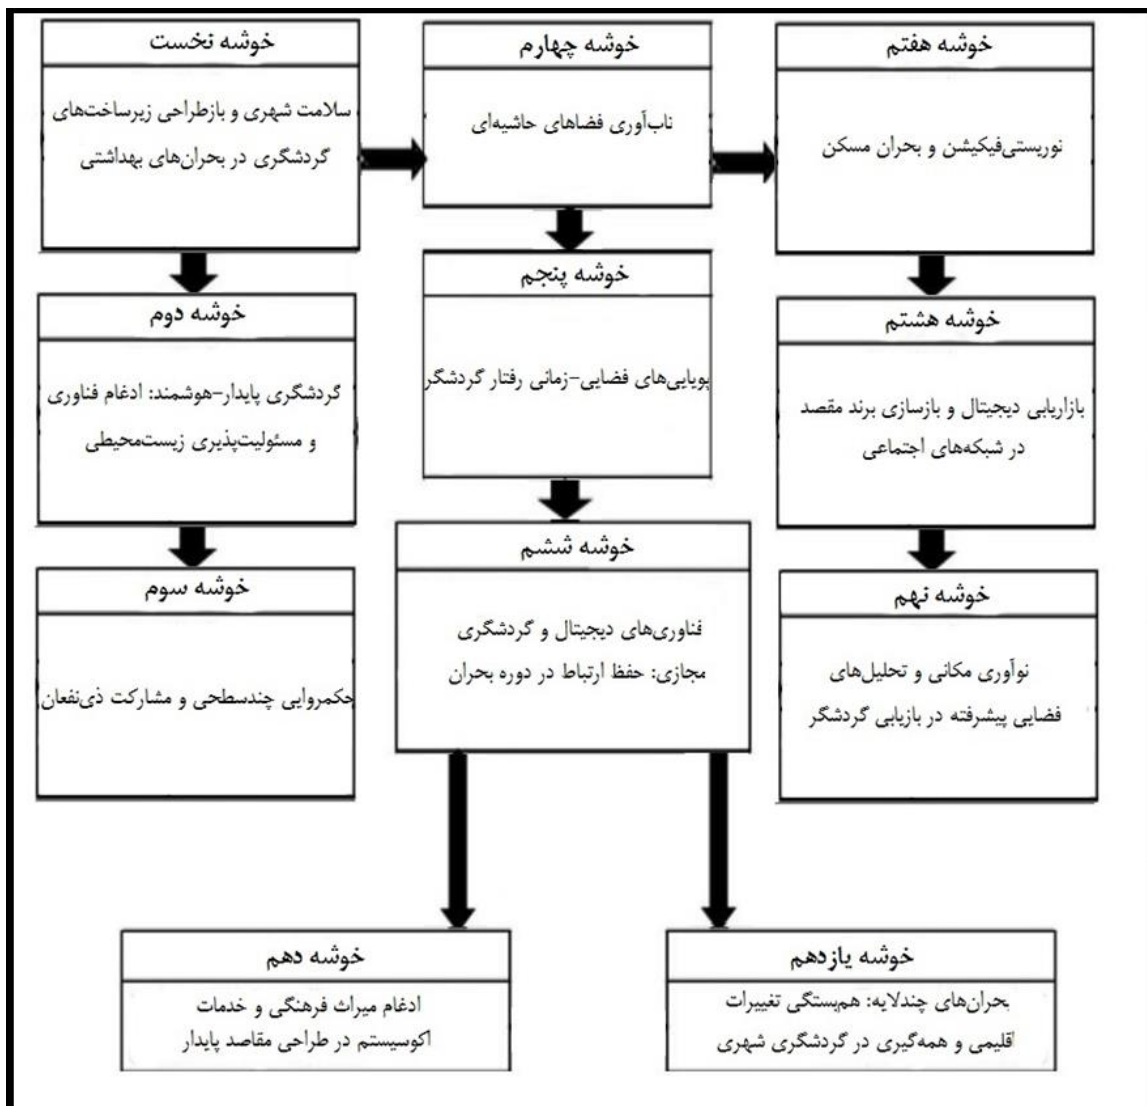 خوشه نخست
سلامت شهری و بازطراحی زیرساخت‌های
گردشگری در بحران‌های بهداشتی
خوشه چهارم
تاب‌آوری فضاهای حاشیه‌ای
خوشه هفتم
توریستی‌فیکیشن و بحران مسکن
خوشه دوم
گردشگری پایدار-هوشمند: ادغام فناوری
و مسئولیت‌پذیری زیست‌محیطی
خوشه پنجم
پویایی‌های فضایی-زمانی رفتار گردشگر
خوشه هشتم
بازاریابی دیجیتال و بازسازی برند مقصد
در شبکه‌های اجتماعی
خوشه سوم
حکمروایی چندسطحی و مشارکت ذی‌نفعان
خوشه ششم
فناوری‌های دیجیتال و گردشگری
مجازی: حفظ ارتباط در دوره بحران
خوشه نهم
نوآوری مکانی و تحلیل‌های
فضایی پیشرفته در بازیابی گردشگر
خوشه دهم
ادغام میراث فرهنگی و خدمات
اکوسیستم در طراحی مقاصد پایدار
خوشه یازدهم
بحران‌های چندلایه: هم‌بستگی تغییرات
اقلیمی و همه‌گیری در گردشگری شهری